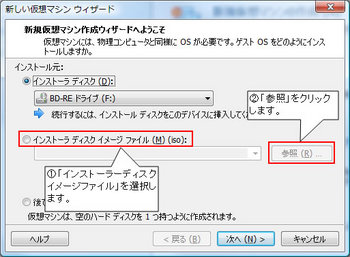 新しい仮想マシン ウィザード
新規仮想マシン作成ウィザードへようこそ
仮想マシンには、物理コンピュータと同様に OS が必要です。ゲスト OS をどのようにインス
トールしますか。
インストール元:
インストーラ ディスク (D):
BD-RE ドライブ (F:)
続行するには、インストール ディスクをこのデバイスに挿入してく
②「参照」をクリック
します。
インストーラ ディスク イメージ ファイル (M) (iso):
参照 (R) ...
①「インストーラーディスク
イメージファイル」を選択し
ます。
後で
仮想マシンは、空のハード ディスクを 1 つ持つように作成されます。
ヘルプ
< 戻る (B)
次へ (N) >
キャンセル